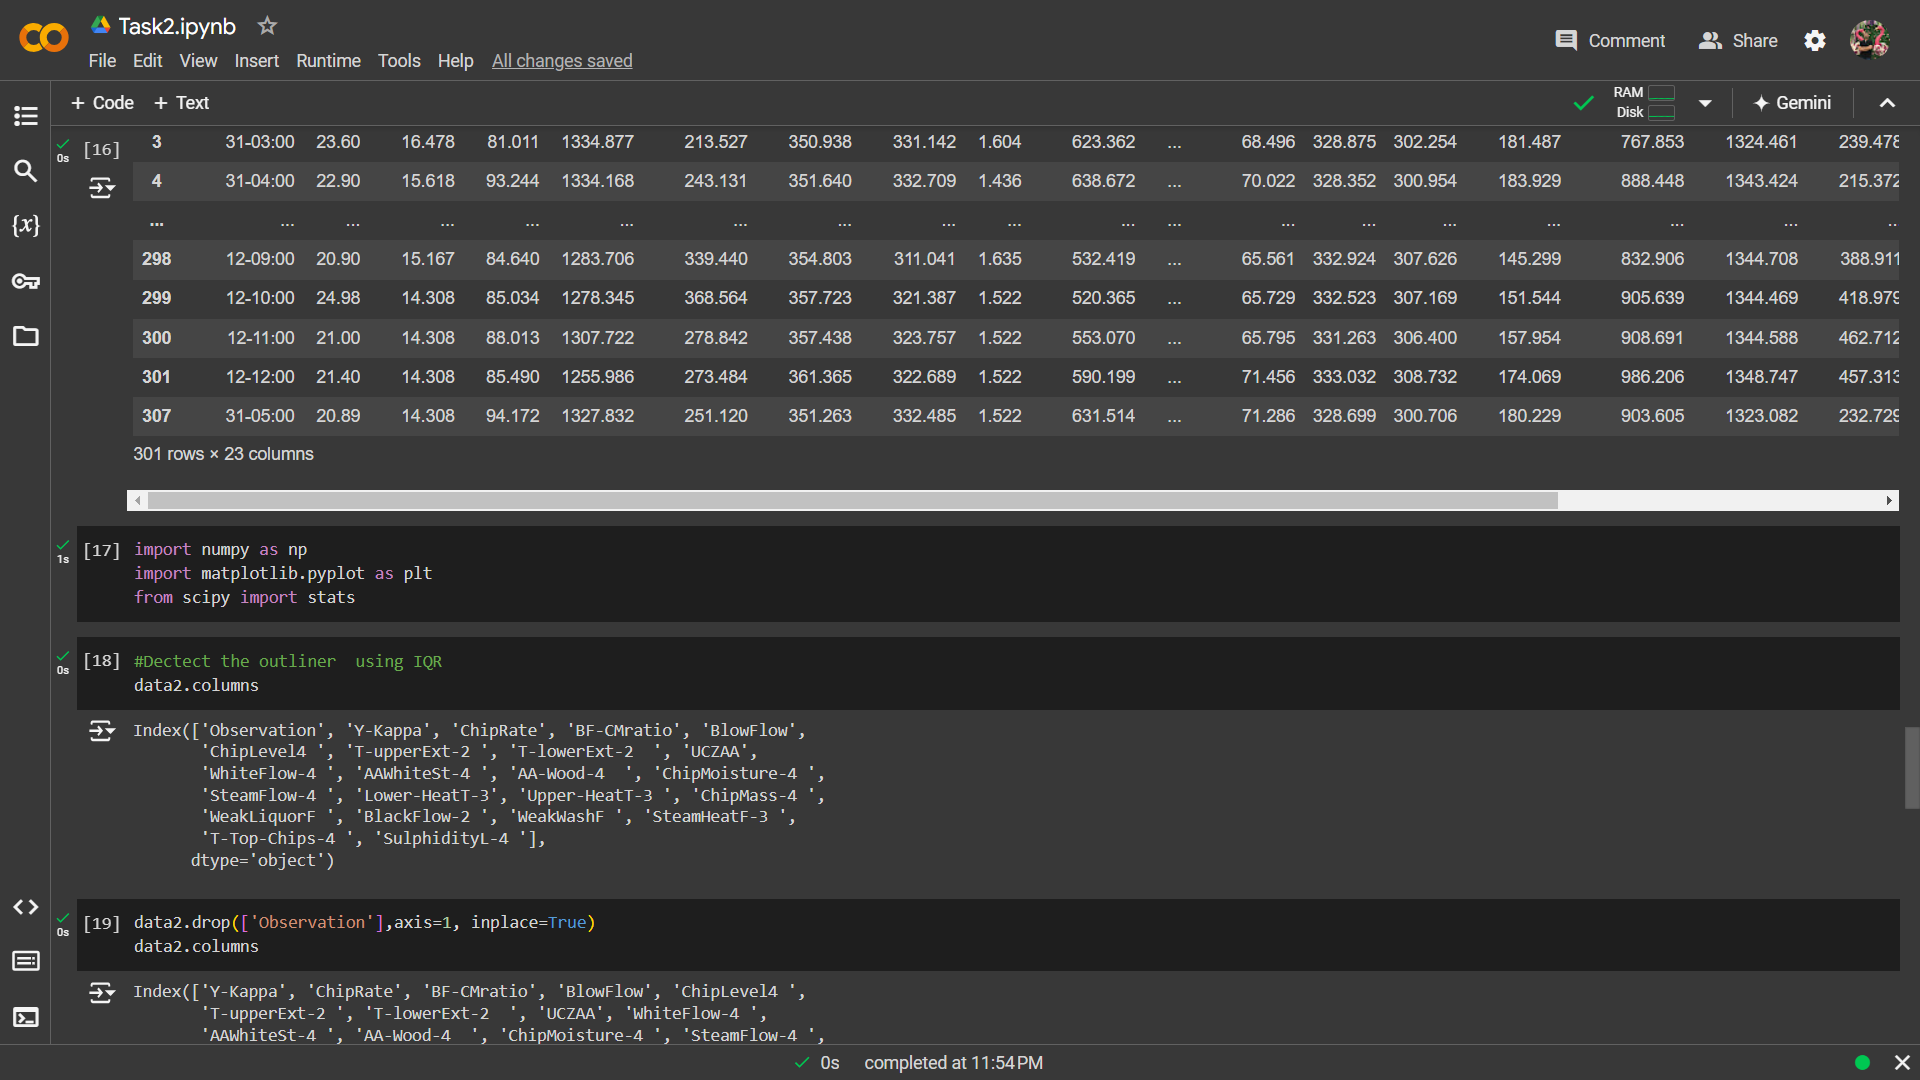 Task2.ipynb
File Edit View Insert Runtime Tools Help All changes saved
Comment Share
+ Code + Text
RAM
Disk
Gemini
0s
[16]
3 31-03:00 23.60 16.478 81.011 1334.877 213.527 350.938 331.142 1.604 623.362 ... 68.496 328.875 302.254 181.487 767.853 1324.461 239.478
4 31-04:00 22.90 15.618 93.244 1334.168 243.131 351.640 332.709 1.436 638.672 ... 70.022 328.352 300.954 183.929 888.448 1343.424 215.372
... ... ... ... ... ... ... ... ... ... ... ... ... ... ... ... ... ... ..
298 12-09:00 20.90 15.167 84.640 1283.706 339.440 354.803 311.041 1.635 532.419 ... 65.561 332.924 307.626 145.299 832.906 1344.708 388.911
299 12-10:00 24.98 14.308 85.034 1278.345 368.564 357.723 321.387 1.522 520.365 ... 65.729 332.523 307.169 151.544 905.639 1344.469 418.979
300 12-11:00 21.00 14.308 88.013 1307.722 278.842 357.438 323.757 1.522 553.070 ... 65.795 331.263 306.400 157.954 908.691 1344.588 462.712
301 12-12:00 21.40 14.308 85.490 1255.986 273.484 361.365 322.689 1.522 590.199 ... 71.456 333.032 308.732 174.069 986.206 1348.747 457.313
307 31-05:00 20.89 14.308 94.172 1327.832 251.120 351.263 332.485 1.522 631.514 ... 71.286 328.699 300.706 180.229 903.605 1323.082 232.729
301 rows × 23 columns
1s
[17] import numpy as np
import matplotlib.pyplot as plt
from scipy import stats
0s
[18] #Dectect the outliner  using IQR
data2.columns
Index(['Observation', 'Y-Kappa', 'ChipRate', 'BF-CMratio', 'BlowFlow',
'ChipLevel4 ', 'T-upperExt-2 ', 'T-lowerExt-2  ', 'UCZAA',
'WhiteFlow-4 ', 'AAWhiteSt-4 ', 'AA-Wood-4  ', 'ChipMoisture-4 ',
'SteamFlow-4 ', 'Lower-HeatT-3', 'Upper-HeatT-3 ', 'ChipMass-4 ',
'WeakLiquorF ', 'BlackFlow-2 ', 'WeakWashF ', 'SteamHeatF-3 ',
'T-Top-Chips-4 ', 'SulphidityL-4 '],
dtype='object')
0s
[19] data2.drop(['Observation'],axis=1, inplace=True)
data2.columns
Index(['Y-Kappa', 'ChipRate', 'BF-CMratio', 'BlowFlow', 'ChipLevel4 ',
'T-upperExt-2 ', 'T-lowerExt-2  ', 'UCZAA', 'WhiteFlow-4 ',
'AAWhiteSt-4 ', 'AA-Wood-4  ', 'ChipMoisture-4 ', 'SteamFlow-4 ',
0s completed at 11:54 PM